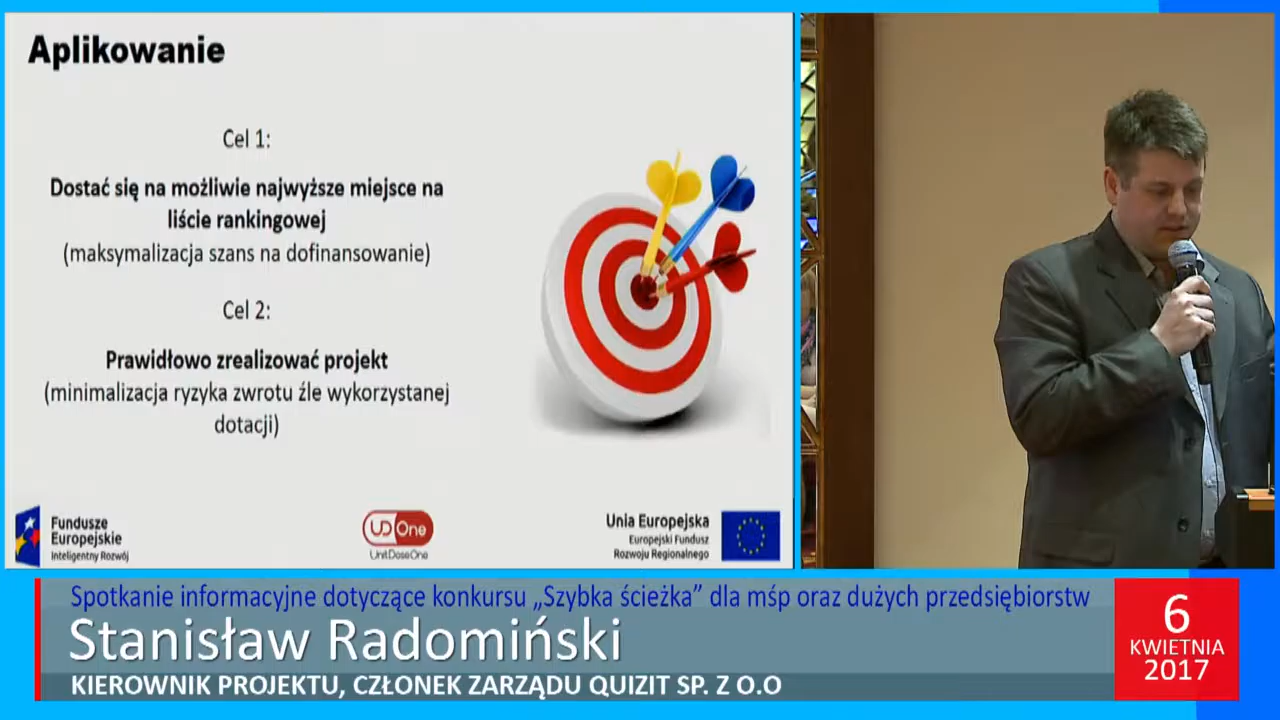 Aplikowanie
Cel 1:
Dostać się na możliwie najwyższe miejsce na
liście rankingowej
(maksymalizacja szans na dofinansowanie)
Cel 2:
Prawidłowo zrealizować projekt
(minimalizacja ryzyka zwrotu źle wykorzystanej
dotacji)
Fundusze
Europejskie
Inteligentny Rozwój
UD One
UnitDoseOne
Unia Europejska
Europejski Fundusz
Rozwoju Regionalnego
Spotkanie informacyjne dotyczące konkursu „Szybka ścieżka” dla mśp oraz dużych przedsiębiorstw
Stanisław Radomiński
KIEROWNIK PROJEKTU, CZŁONEK ZARZĄDU QUIZIT SP. Z O.O
6
KWIETNIA
2017